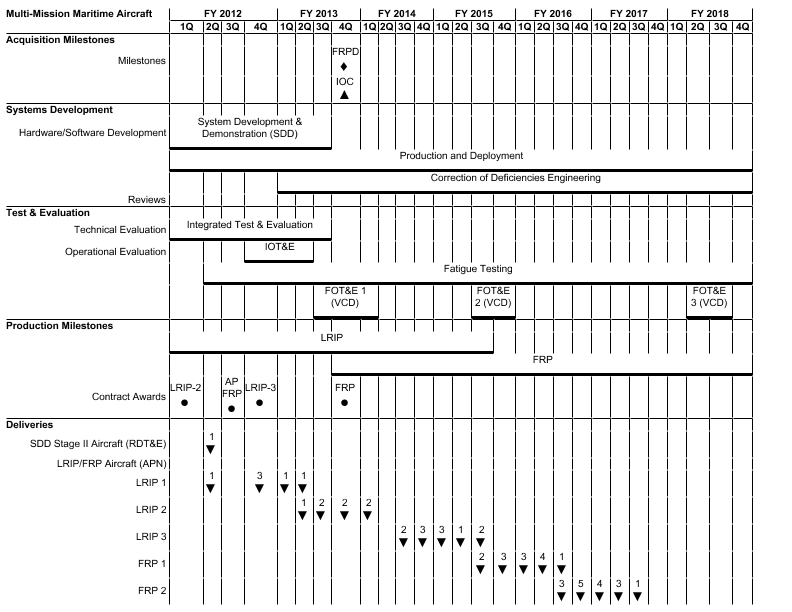 Multi-Mission Maritime Aircraft FY 2012 FY 2013 FY 2014 FY 2015 FY 2016 FY 2017 FY 2018
1Q 2Q 3Q 4Q 1Q 2Q 3Q 4Q 1Q 2Q 3Q 4Q 1Q 2Q 3Q 4Q 1Q 2Q 3Q 4Q 1Q 2Q 3Q 4Q 1Q 2Q 3Q 4Q
Acquisition Milestones
FRPD
Milestones
IOC
Systems Development
System Development &
Hardware/Software Development Demonstration (SDD)
Production and Deployment
Correction of Deficiencies Engineering
Reviews
Test & Evaluation
Integrated Test & Evaluation
Technical Evaluation
IOT&E
Operational Evaluation
Fatigue Testing
FOT&E 1 FOT&E FOT&E
(VCD) 2 (VCD) 3 (VCD)
Production Milestones
LRIP
FRP
AP
LRIP-2 FRP LRIP-3 FRP
Contract Awards
Deliveries
1
SDD Stage II Aircraft (RDT&E)
LRIP/FRP Aircraft (APN)
1 3 1 1
LRIP 1
1 2 2 2
LRIP 2
2 3 3 1 2
LRIP 3
2 3 3 4 1
FRP 1
3 5 4 3 1
FRP 2